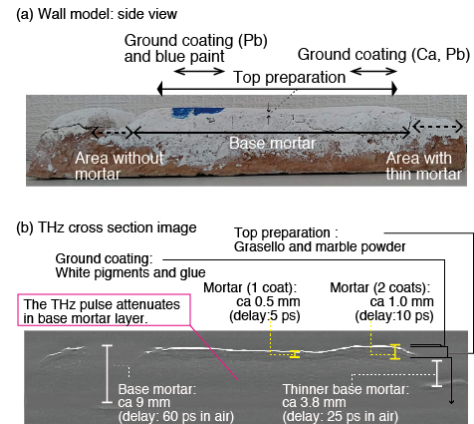 (a) Wall model: side view
Ground coating (Pb)
and blue paint
Ground coating (Ca, Pb)
Top preparation
Base mortar
Area without
mortar
Area with
thin mortar
(b) THz cross section image
Top preparation :
Grasello and marble powder
Ground coating:
White pigments and glue
Mortar (1 coat):
ca 0.5 mm
(delay:5 ps)
Mortar (2 coats):
ca 1.0 mm
(delay:10 ps)
The THz pulse attenuates
in base mortar layer.
Base mortar:
ca 9 mm
(delay: 60 ps in air)
Thinner base mortar:
ca 3.8 mm
(delay: 25 ps in air)